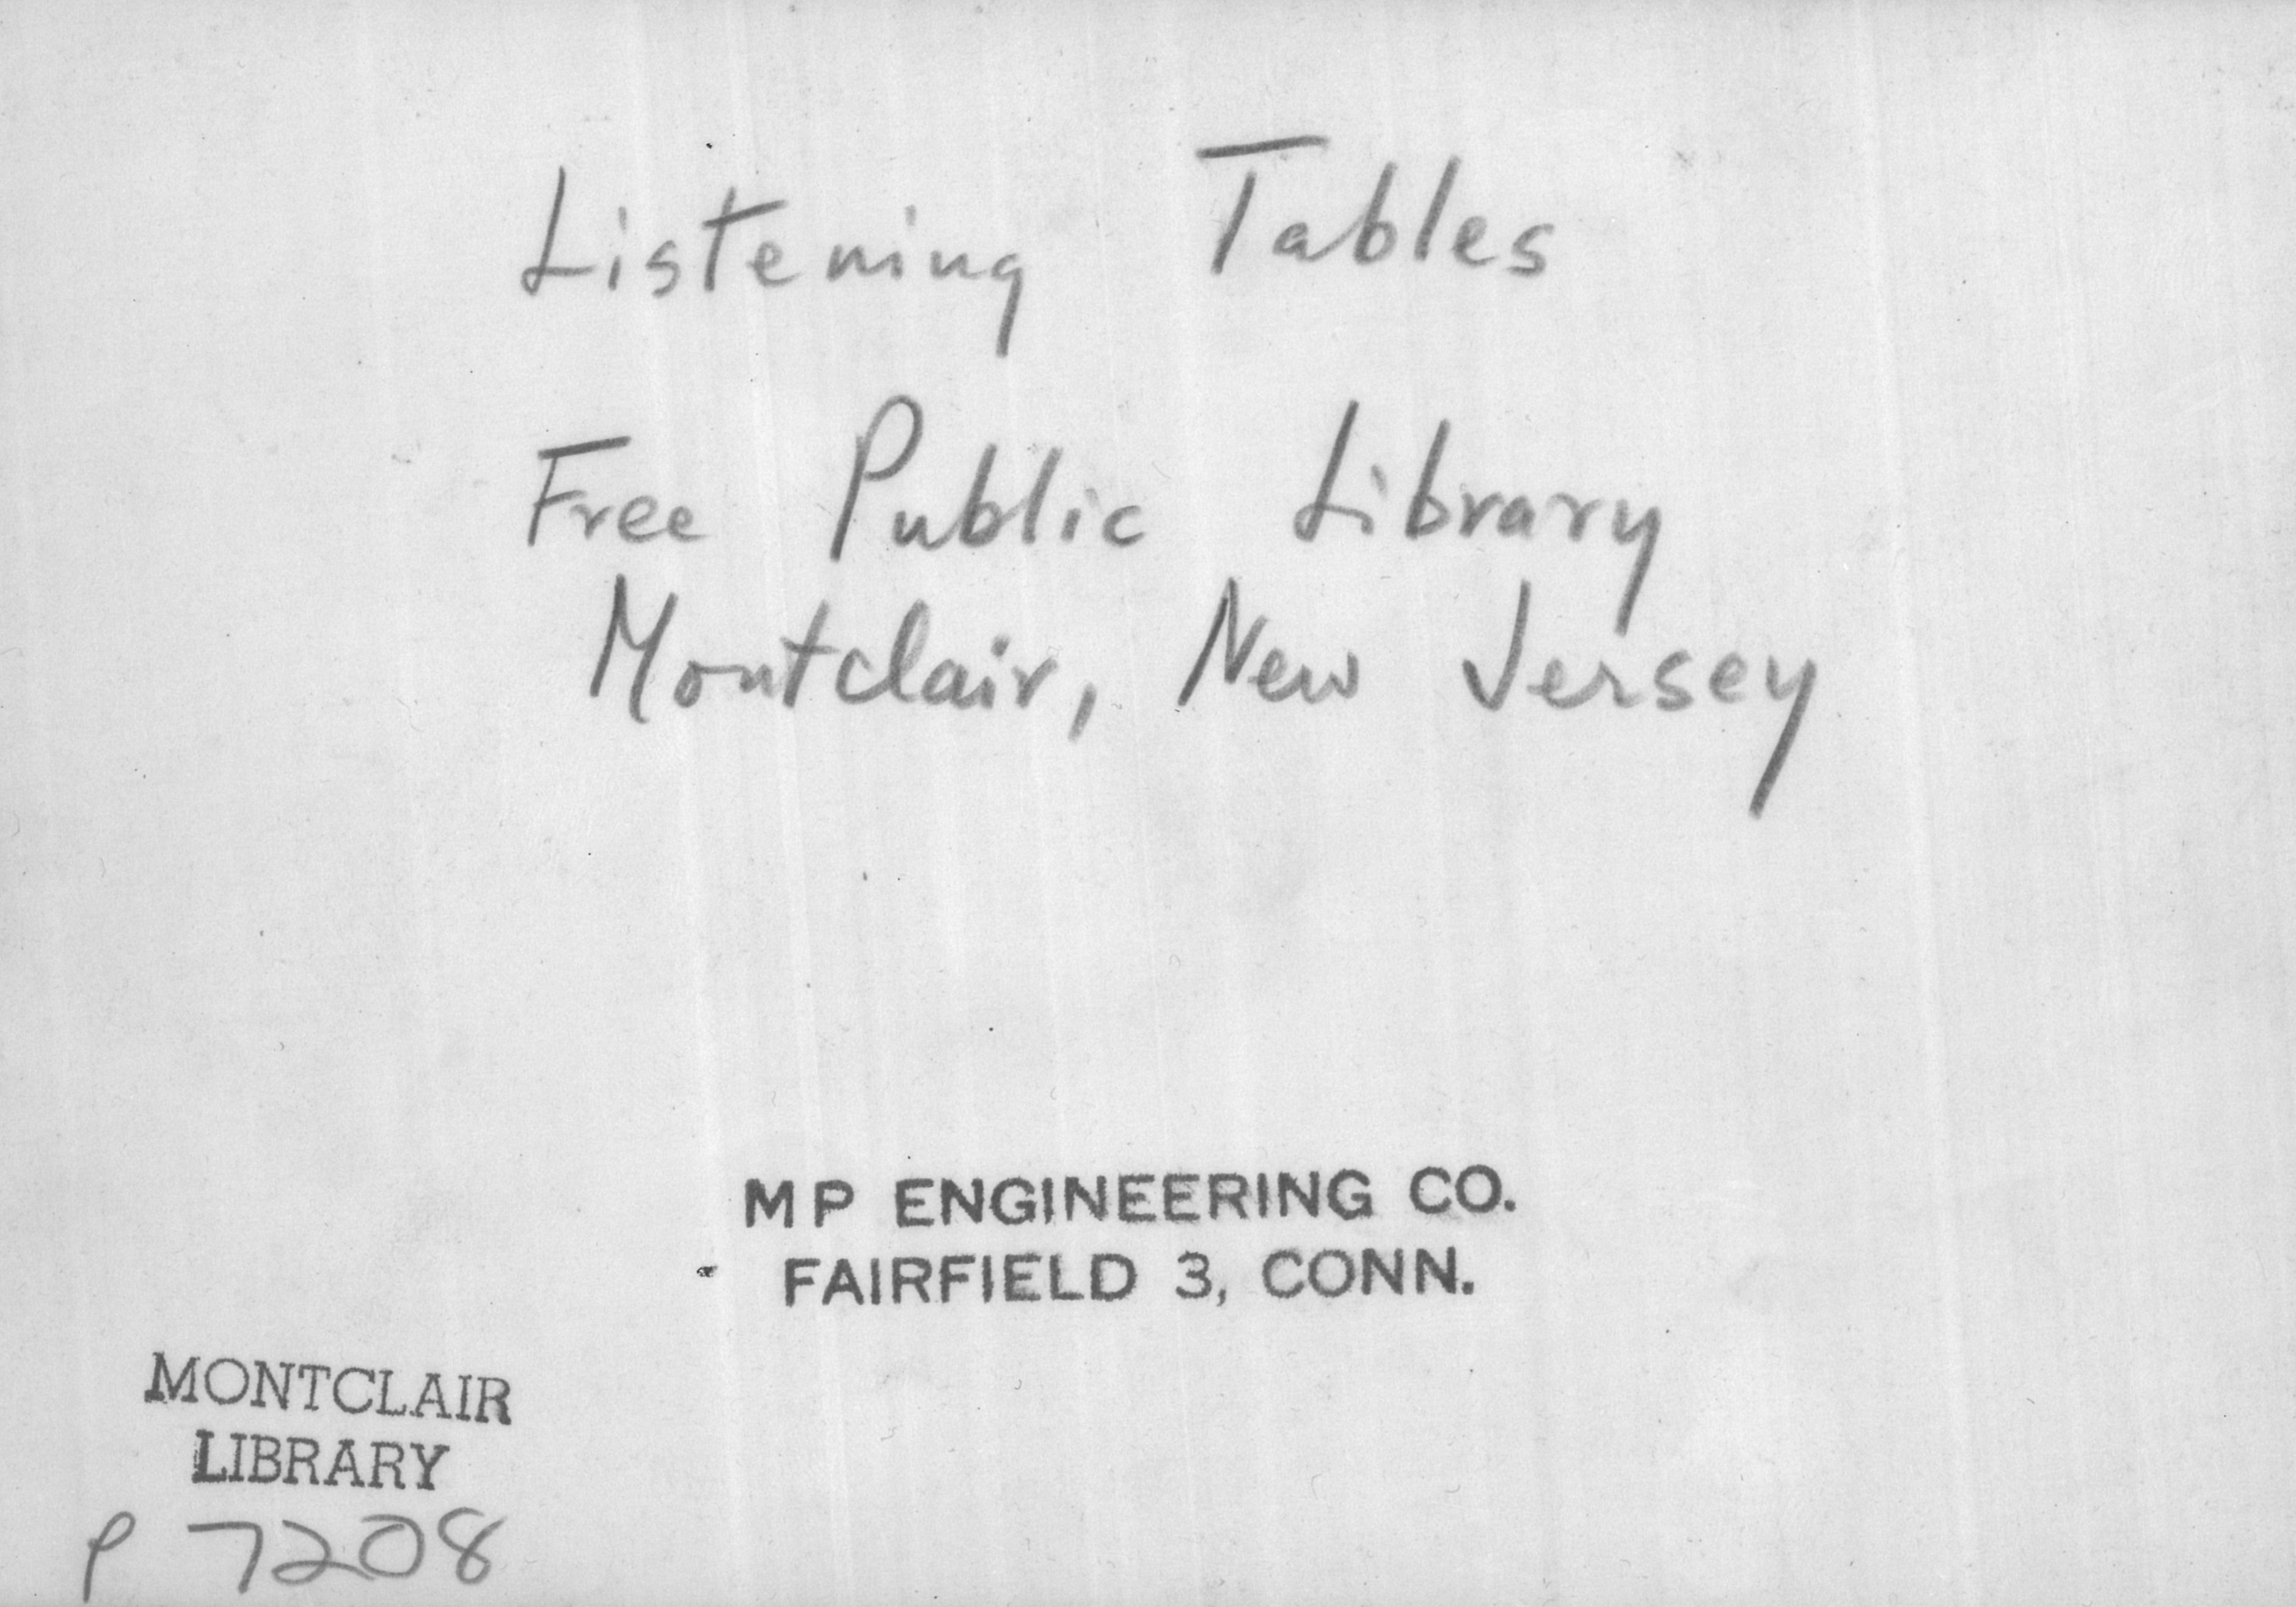 Listening Tables
Free Public Library
Montclair, New Jersey
MP ENGINEERING CO.
FAIRFIELD 3, CONN.
MONTCLAIR
LIBRARY
P 7208